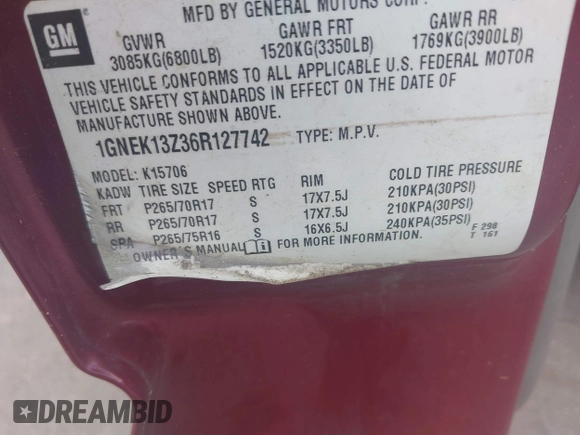 MFD BY GENERAL MOTORS CORP
GM
GVWR GAWR FRT GAWR RR
3085KG(6800LB) 1520KG(3350LB) 1769KG(3900LB)
THIS VEHICLE CONFORMS TO ALL APPLICABLE U.S. FEDERAL MOTOR
VEHICLE SAFETY STANDARDS IN EFFECT ON THE DATE OF
MANUFACTURE SHOWN ABOVE.
1GNEK13Z36R127742 TYPE: M.P.V.
MODEL: K15706
KADW TIRE SIZE SPEED RTG RIM COLD TIRE PRESSURE
FRT P265/70R17 S 17X7.5J 210KPA(30PSI)
RR P265/70R17 S 17X7.5J 210KPA(30PSI)
SPA P265/75R16 S 16X6.5J 240KPA(35PSI)
OWNER'S MANUAL FOR MORE INFORMATION.
F 298
T 161
DREAMBID